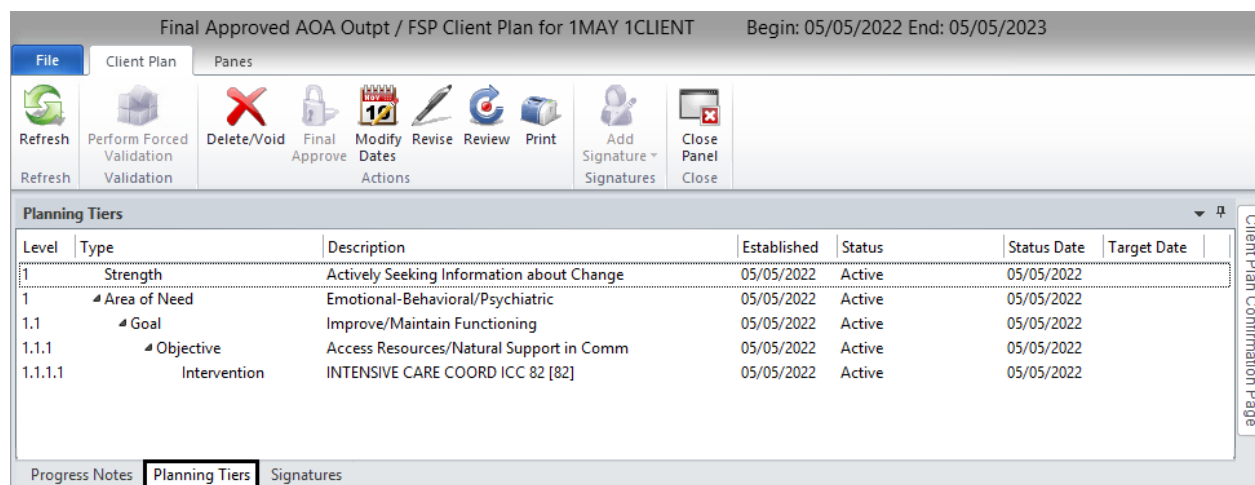 Final Approved AOA Outpt / FSP Client Plan for 1MAY 1CLIENT Begin: 05/05/2022 End: 05/05/2023
File Client Plan Panes
NOV
10
Refresh Perform Forced Validation Delete/Void Final Approve Modify Dates Revise Review Print Add Signature Close Panel
Refresh Validation Actions Signatures Close
Planning Tiers
Level Type Description Established Status Status Date Target Date
1 Strength Actively Seeking Information about Change 05/05/2022 Active 05/05/2022
1 Area of Need Emotional-Behavioral/Psychiatric 05/05/2022 Active 05/05/2022
1.1 Goal Improve/Maintain Functioning 05/05/2022 Active 05/05/2022
1.1.1 Objective Access Resources/Natural Support in Comm 05/05/2022 Active 05/05/2022
1.1.1.1 Intervention INTENSIVE CARE COORD ICC 82 [82] 05/05/2022 Active 05/05/2022
Client Plan Confirmation Page
Progress Notes Planning Tiers Signatures